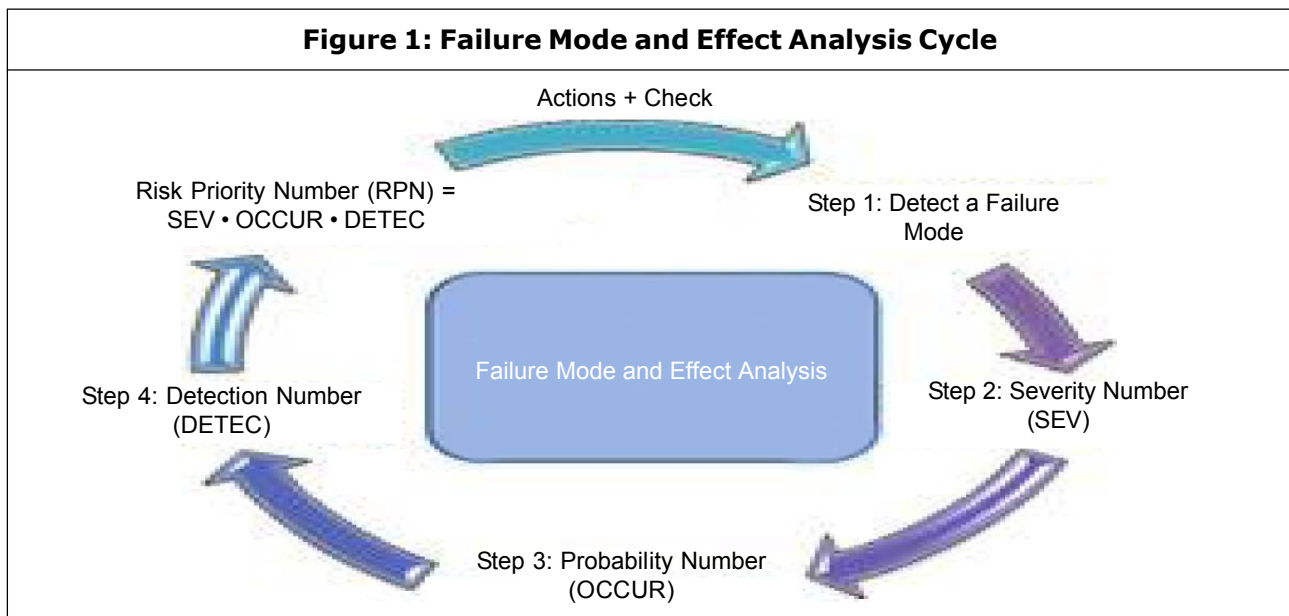 Figure 1: Failure Mode and Effect Analysis Cycle
Actions + Check
Risk Priority Number (RPN) =
SEV • OCCUR • DETEC
Step 1: Detect a Failure
Mode
Failure Mode and Effect Analysis
Step 4: Detection Number
(DETEC)
Step 2: Severity Number
(SEV)
Step 3: Probability Number
(OCCUR)